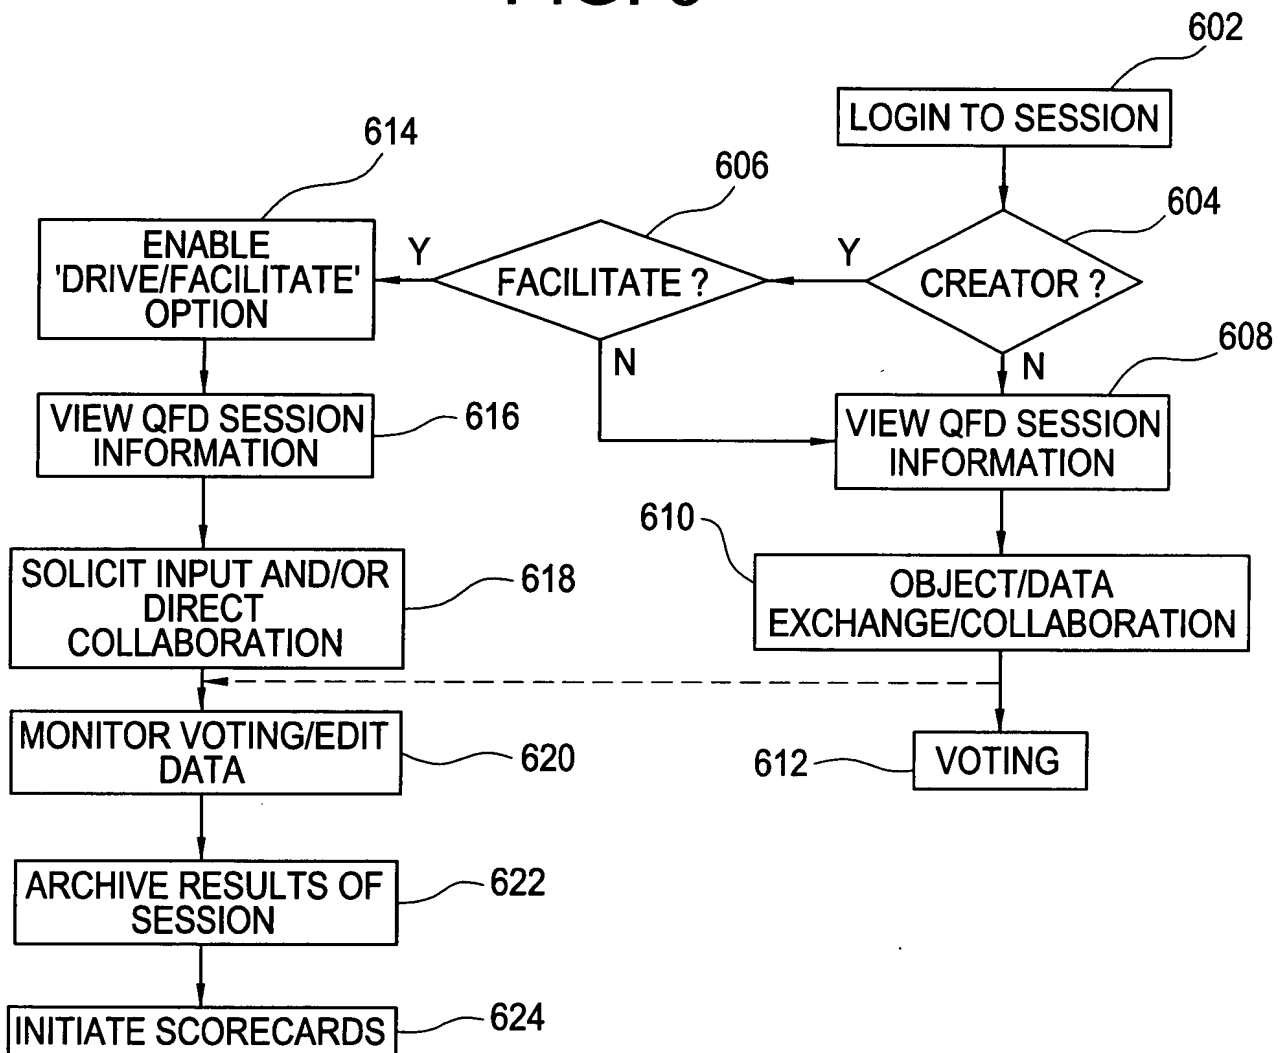 602
LOGIN TO SESSION
614
606
604
ENABLE
'DRIVE/FACILITATE'
OPTION
Y
FACILITATE ?
Y
CREATOR ?
N
N
608
VIEW QFD SESSION
INFORMATION
616
VIEW QFD SESSION
INFORMATION
610
SOLICIT INPUT AND/OR
DIRECT
COLLABORATION
618
OBJECT/DATA
EXCHANGE/COLLABORATION
MONITOR VOTING/EDIT
DATA
620
612
VOTING
ARCHIVE RESULTS OF
SESSION
622
INITIATE SCORECARDS
624